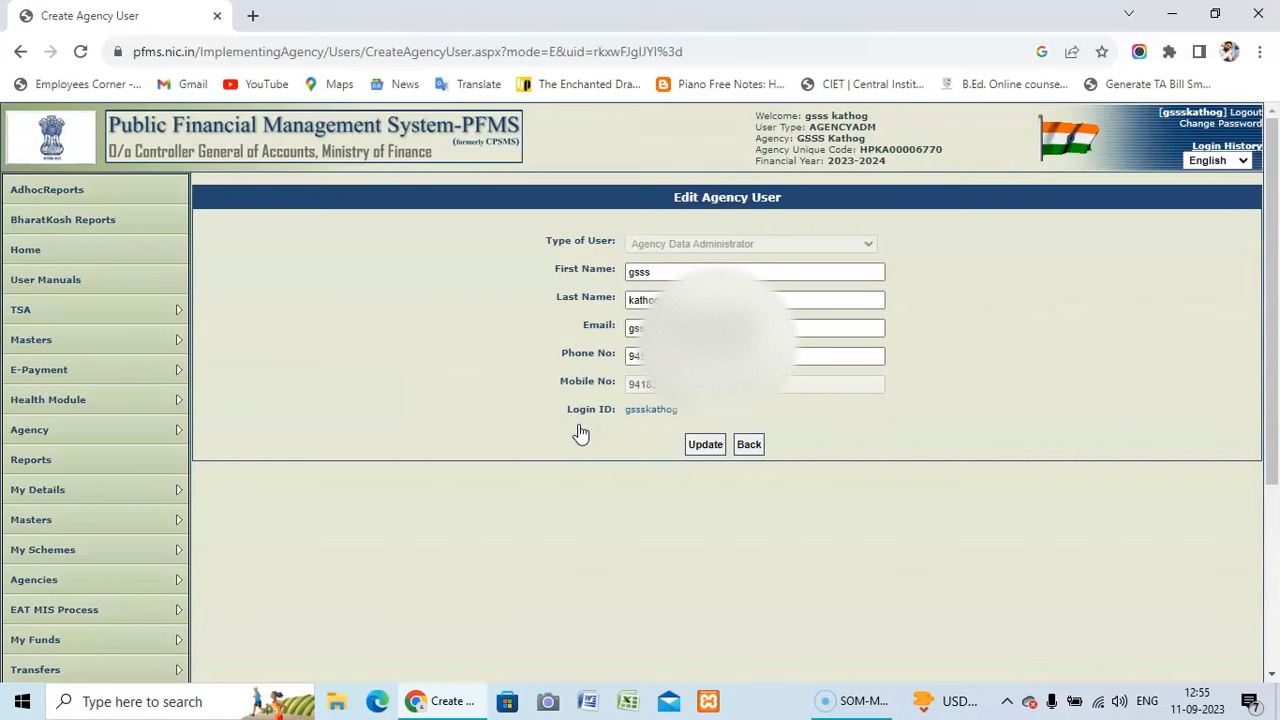 Create Agency User
pfms.nic.in/ImplementingAgency/Users/CreateAgencyUser.aspx?mode=E&uid=rkxwFJgIJYI%3d
Employees Corner -...
Gmail
YouTube
Maps
News
Translate
The Enchanted Dra...
Piano Free Notes: H...
CIET | Central Instit...
B.Ed. Online counse...
Generate TA Bill Sm...
Public Financial Management System-PFMS
(formerly CPSMS)
O/o Controller General of Accounts, Ministry of Finance
Welcome: gsss kathog
User Type: AGENCYADM
Agency: GSSS Kathog
Agency Unique Code: HPKA00006770
Financial Year: 2023-2024
[gssskathog] Logout
Change Password
Login History
English
AdhocReports
BharatKosh Reports
Home
User Manuals
TSA
Masters
E-Payment
Health Module
Agency
Reports
My Details
Masters
My Schemes
Agencies
EAT MIS Process
My Funds
Transfers
Edit Agency User
Type of User: Agency Data Administrator
First Name: gsss
Last Name: kathog
Email: gss
Phone No: 94
Mobile No: 9418
Login ID: gssskathog
Update Back
Type here to search
Create ...
SOM-M...
USD...
ENG
12:55
11-09-2023
7